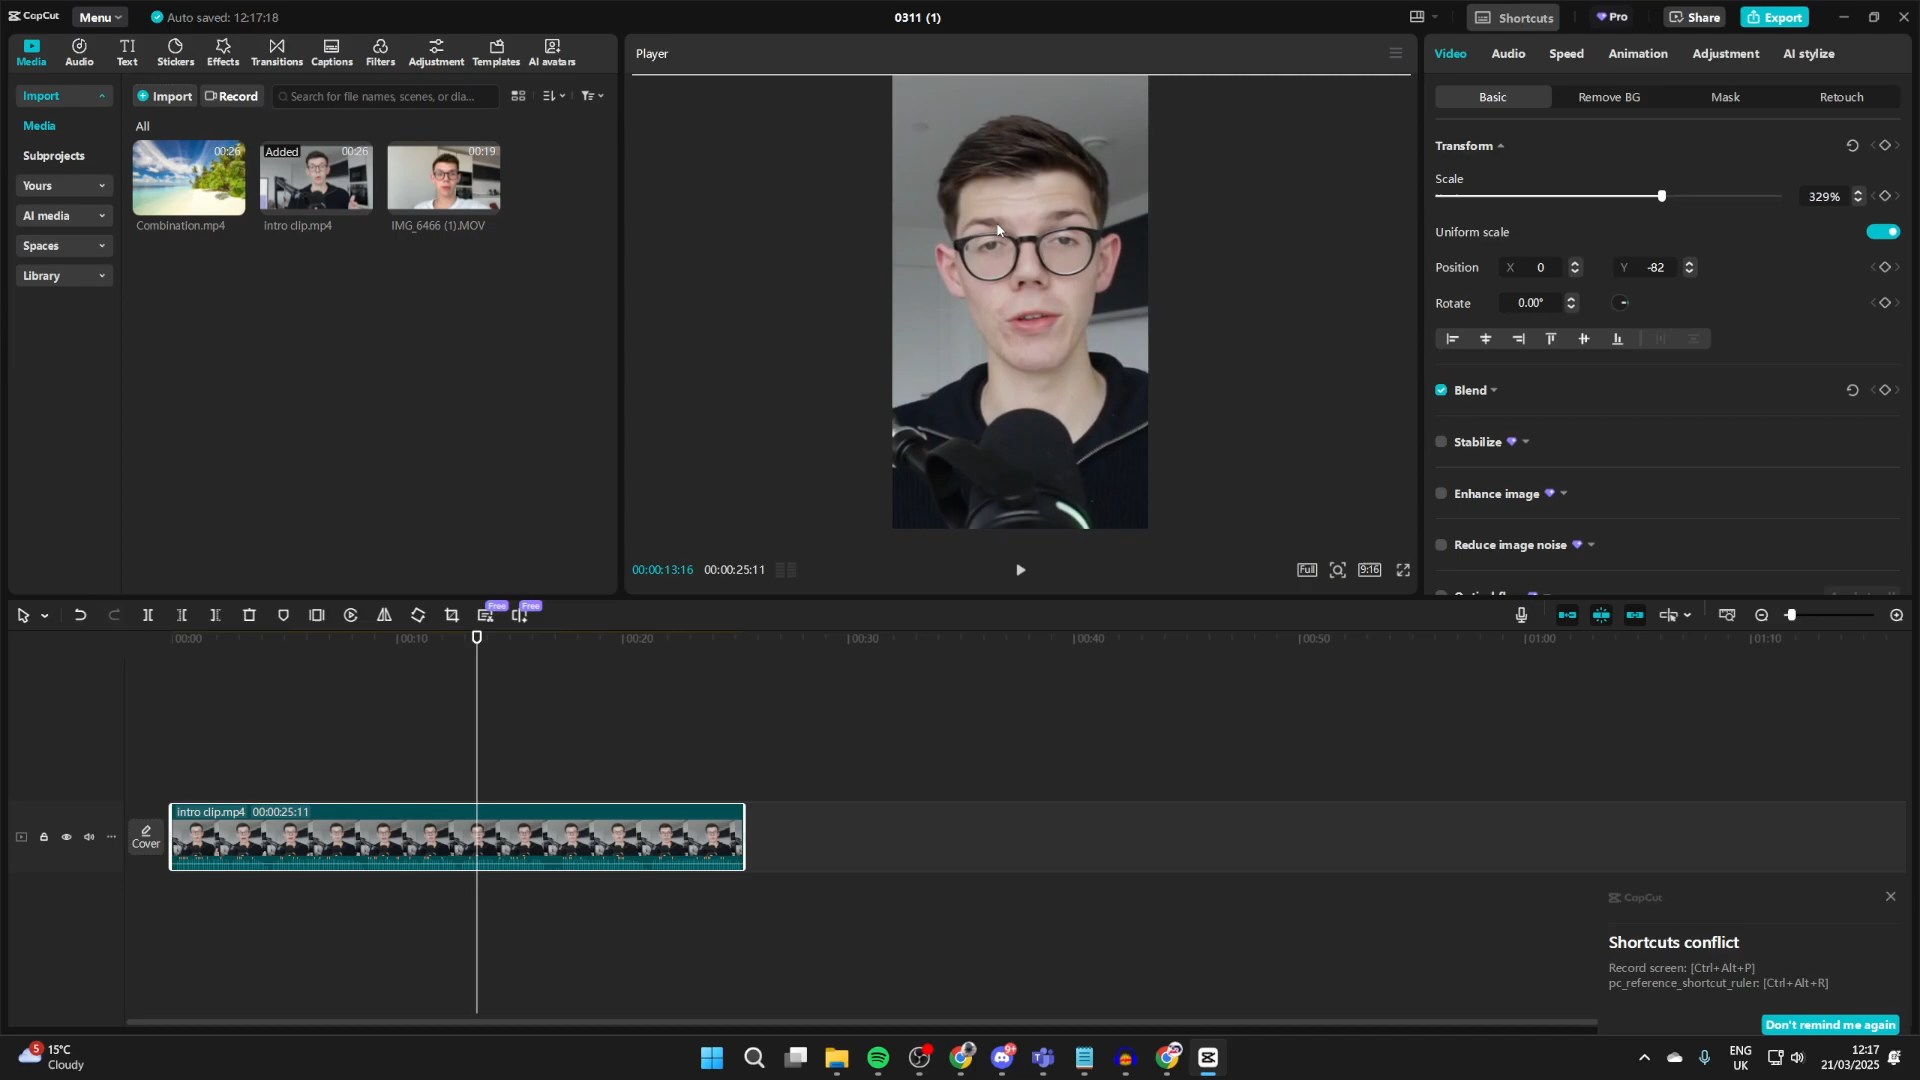 CapCut
Menu
Auto saved: 12:17:18
0311 (1)
Shortcuts
Pro
Share
Export
Media
Audio
Text
Stickers
Effects
Transitions
Captions
Filters
Adjustment
Templates
AI avatars
Player
Video
Audio
Speed
Animation
Adjustment
AI stylize
Import
Media
Subprojects
Yours
AI media
Spaces
Library
Import
Record
Search for file names, scenes, or dia...
All
00:26
Added
00:26
00:19
Combination.mp4
intro clip.mp4
IMG_6466 (1).MOV
Basic
Remove BG
Mask
Retouch
Transform
Scale
329%
Uniform scale
Position
X
0
Y
-82
Rotate
0.00°
Blend
Stabilize
Enhance image
Reduce image noise
00:00:13:16
00:00:25:11
Full
9:16
Free
Free
00:00
00:10
00:20
00:30
00:40
00:50
01:00
01:10
Cover
intro clip.mp4 00:00:25:11
CapCut
Shortcuts conflict
Record screen: [Ctrl+Alt+P]
pc_reference_shortcut_ruler: [Ctrl+Alt+R]
Don't remind me again
5
15°C
Cloudy
9+
ENG
UK
12:17
21/03/2025